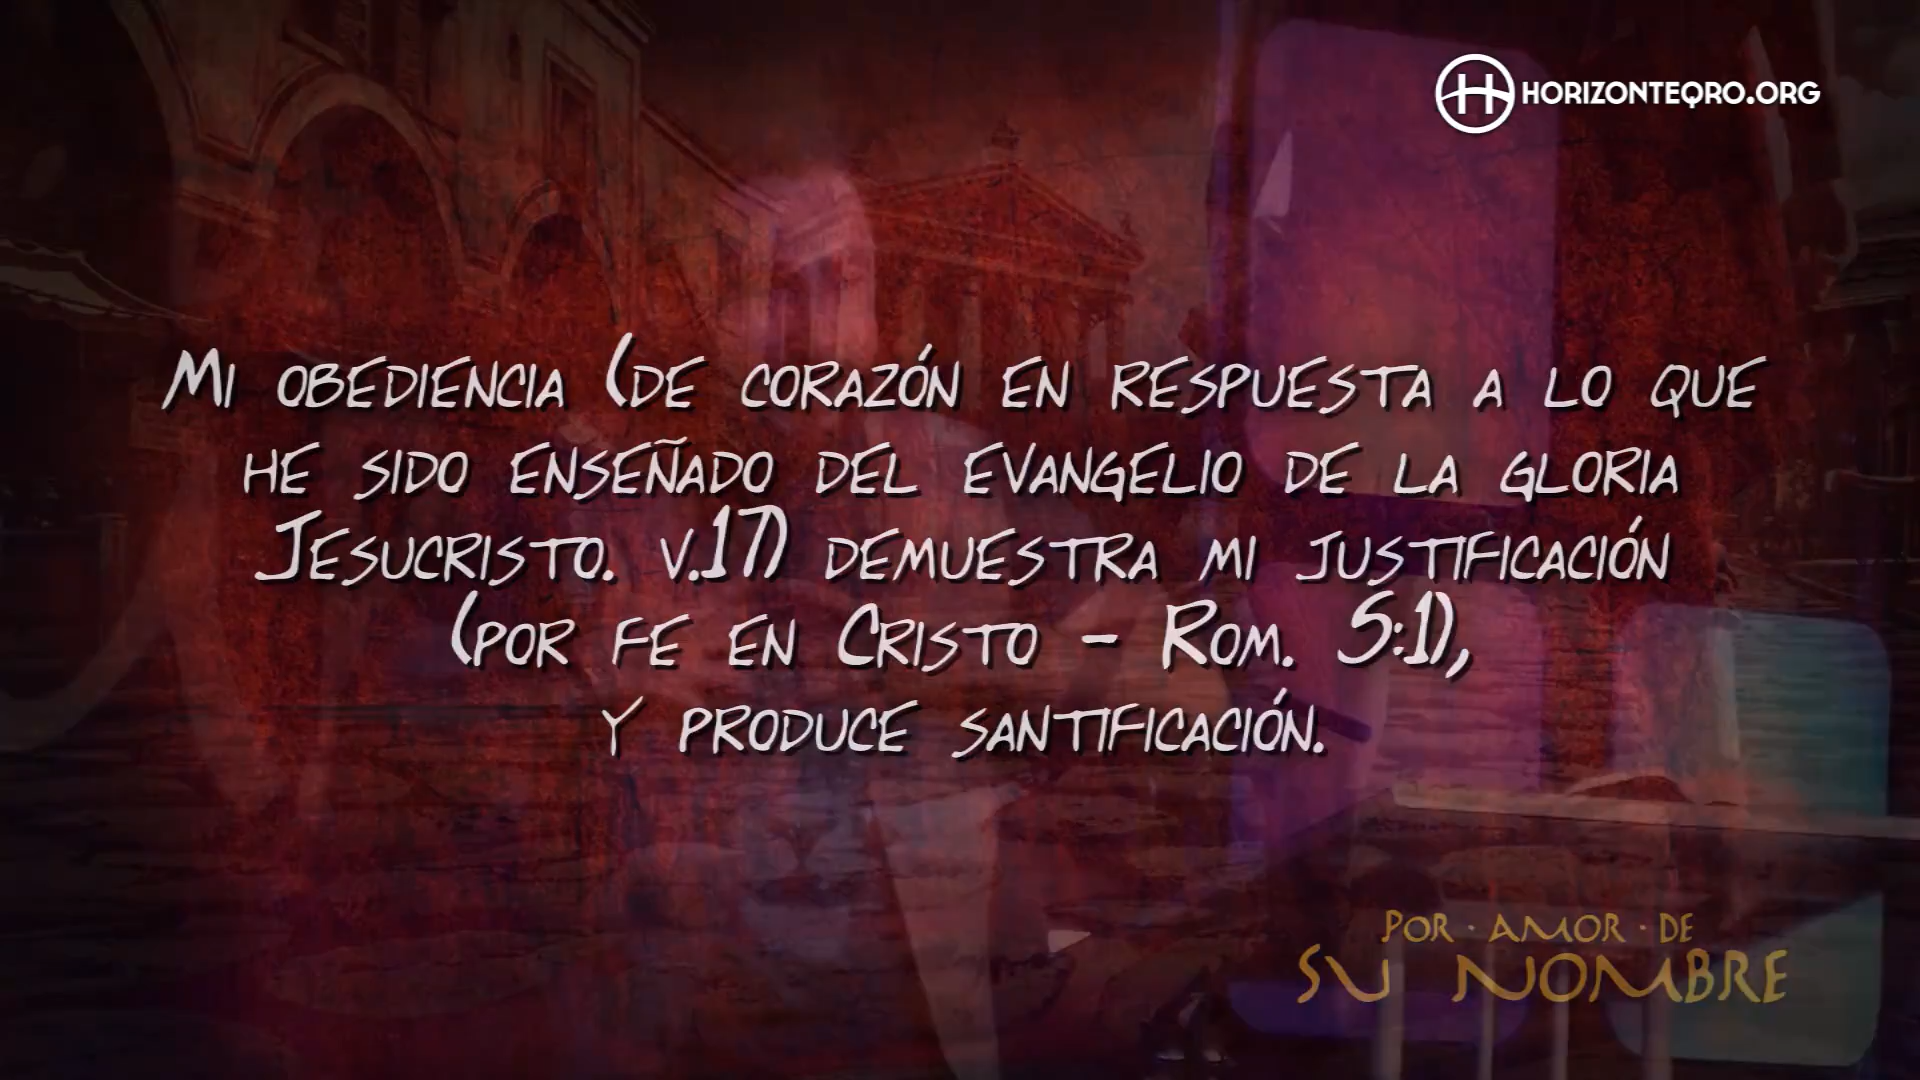 HORIZONTEQRO.ORG
Mi obediencia (de corazón en respuesta a lo que
he sido enseñado del evangelio de la gloria
Jesucristo. v.17) demuestra mi justificación
(por fe en Cristo - Rom. 5:1),
y produce santificación.
POR · AMOR · DE
SU NOMBRE